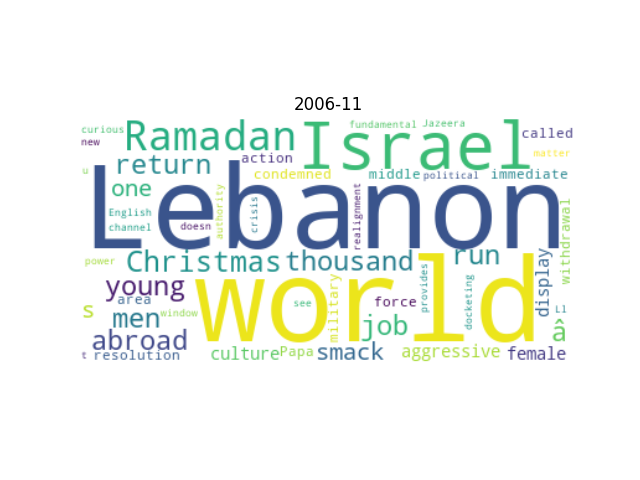 2006-11
curious
Ramadan
Israel
fundamental
Jazeera
called
new
return
action
matter
u
one
condemned
middle
political
immediate
Lebanon
English
authority
crisis
realignment
withdrawal
channel
doesn
power
Christmas
thousand
run
display
young
world
area
window
see
military
force
provides
docketing
s
men
job
L1
abroad
â
t
resolution
culture
Papa
smack
aggressive
female